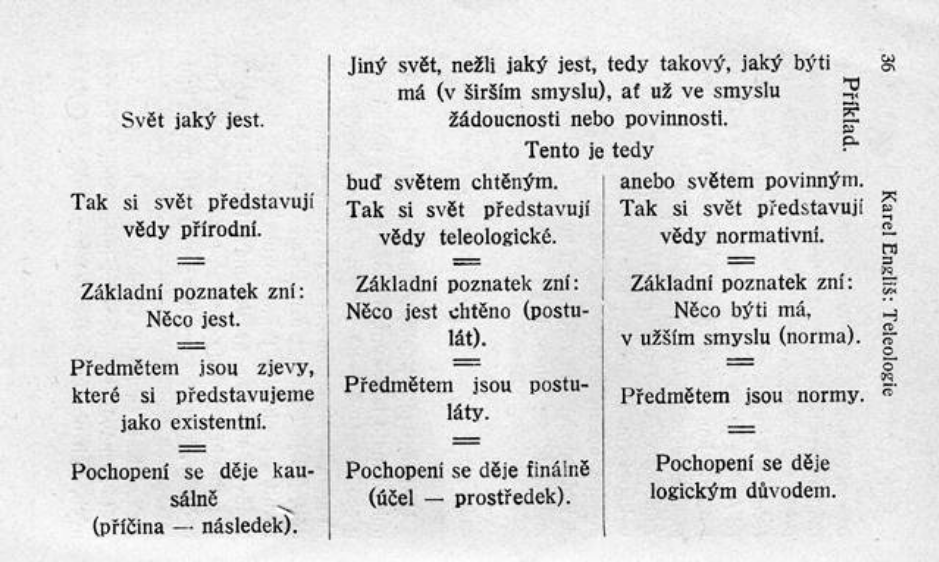 36
Karel Engliš: Teleologie
Příklad.
Svět jaký jest.
Tak si svět představují
vědy přírodní.
Základní poznatek zní:
Něco jest.
Předmětem jsou zjevy,
které si představujeme
jako existentní.
Pochopení se děje kau-
sálně
(příčina — následek).
Jiný svět, nežli jaký jest, tedy takový, jaký býti
má (v širším smyslu), ať už ve smyslu
žádoucnosti nebo povinnosti.
Tento je tedy
buď světem chtěným.
Tak si svět představují
vědy teleologické.
Základní poznatek zní:
Něco jest chtěno (postu-
lát).
Předmětem jsou postu-
láty.
Pochopení se děje finálně
(účel — prostředek).
anebo světem povinným.
Tak si svět představují
vědy normativní.
Základní poznatek zní:
Něco býti má,
v užším smyslu (norma).
Předmětem jsou normy.
Pochopení se děje
logickým důvodem.